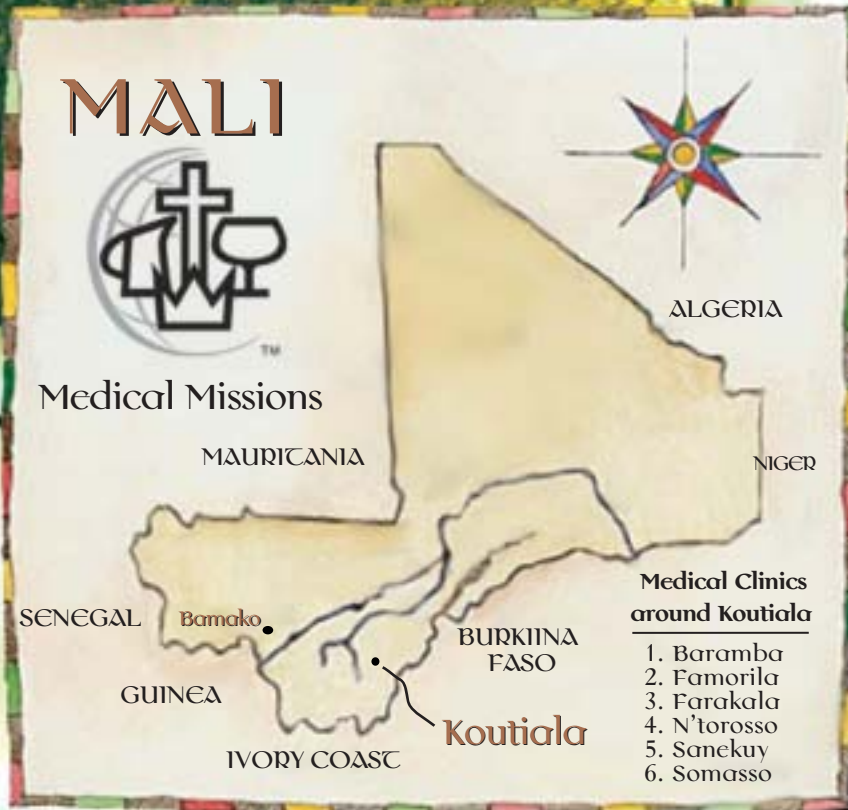 MALI
TM
Medical Missions
ALGERIA
MAURITANIA
NIGER
SENEGAL
Bamako
GUINEA
BURKIINA
FASO
IVORY COAST
Koutiala
Medical Clinics
around Koutiala
1. Baramba
2. Famorila
3. Farakala
4. N'torosso
5. Sanekuy
6. Somasso